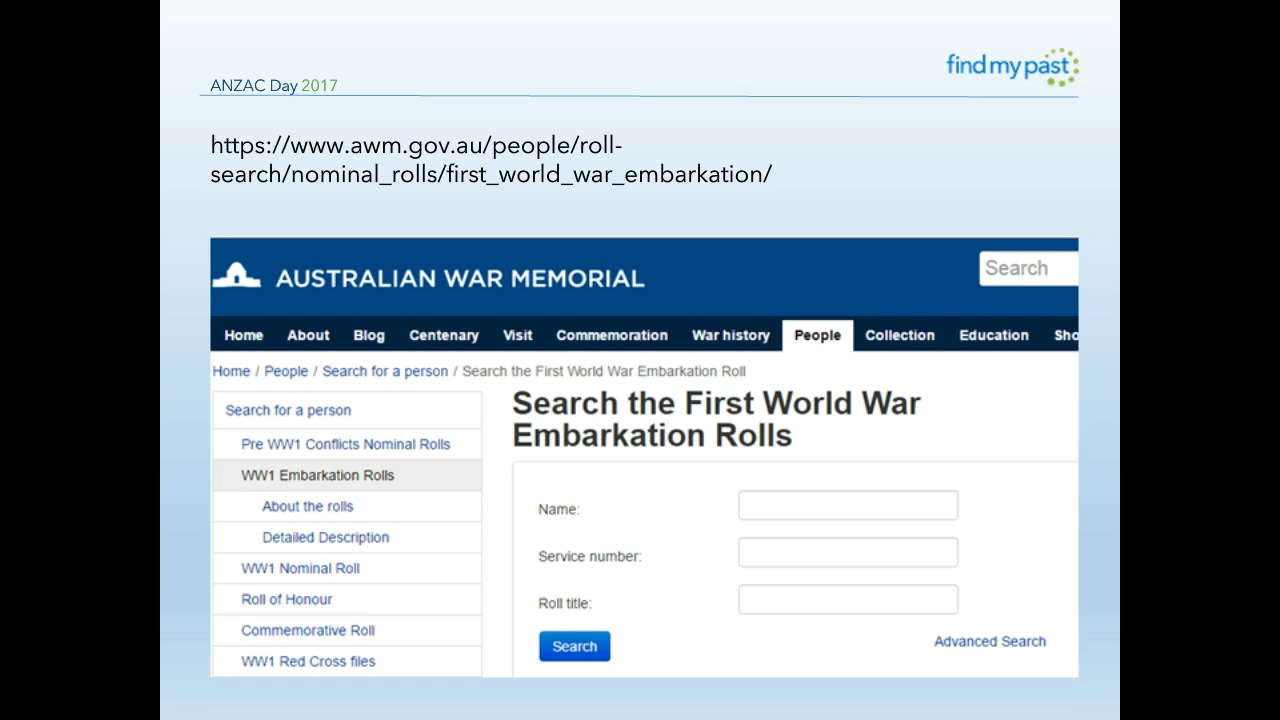 findmypast
ANZAC Day 2017
https://www.awm.gov.au/people/roll-
search/nominal_rolls/first_world_war_embarkation/
AUSTRALIAN WAR MEMORIAL
Search
Home About Blog Centenary Visit Commemoration War history People Collection Education Sho
Home / People / Search for a person / Search the First World War Embarkation Roll
Search for a person
Pre WW1 Conflicts Nominal Rolls
WW1 Embarkation Rolls
About the rolls
Detailed Description
WW1 Nominal Roll
Roll of Honour
Commemorative Roll
WW1 Red Cross files
Search the First World War
Embarkation Rolls
Name:
Service number:
Roll title:
Search
Advanced Search